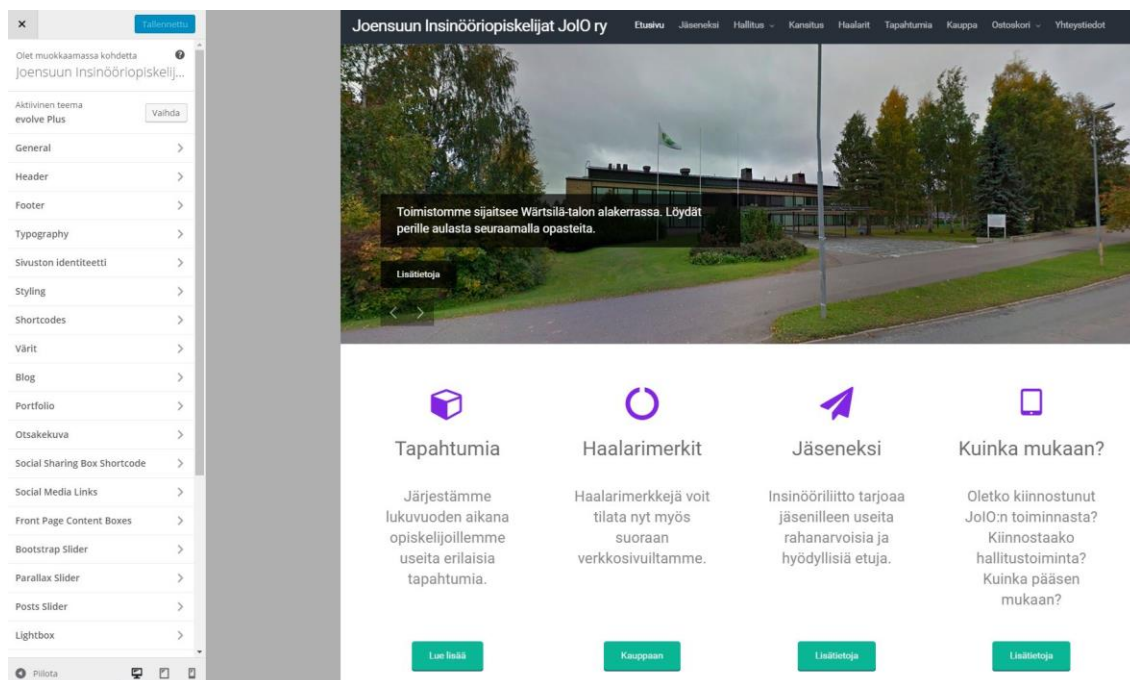 ×
Tallennettu
Olet muokkaamassa kohdetta
Joensuun Insinööriopiskelij...
Aktiivinen teema
evolve Plus
Vaihda
General
Header
Footer
Typography
Sivuston identiteetti
Styling
Shortcodes
Värit
Blog
Portfolio
Otsakekuva
Social Sharing Box Shortcode
Social Media Links
Front Page Content Boxes
Bootstrap Slider
Parallax Slider
Posts Slider
Lightbox
Piilota
Joensuun Insinööriopiskelijat JoIO ry
Etusivu Jäseneksi Hallitus Kansitus Haalarit Tapahtumia Kauppa Ostoskori Yhteystiedot
Toimistomme sijaitsee Wärtsilä-talon alakerrassa. Löydät
perille aulasta seuraamalla opasteita.
Lisätietoja
Tapahtumia
Järjestämme
lukuvuoden aikana
opiskelijoillemme
useita erilaisia
tapahtumia.
Lue lisää
Haalarimerkit
Haalarimerkkejä voit
tilata nyt myös
suoraan
verkkosivuiltamme.
Kauppaan
Jäseneksi
Insinööriliitto tarjoaa
jäsenilleen useita
rahanarvoisia ja
hyödyllisiä etuja.
Lisätietoja
Kuinka mukaan?
Oletko kiinnostunut
JoIO:n toiminnasta?
Kiinnostaako
hallitustoiminta?
Kuinka pääsen
mukaan?
Lisätietoja